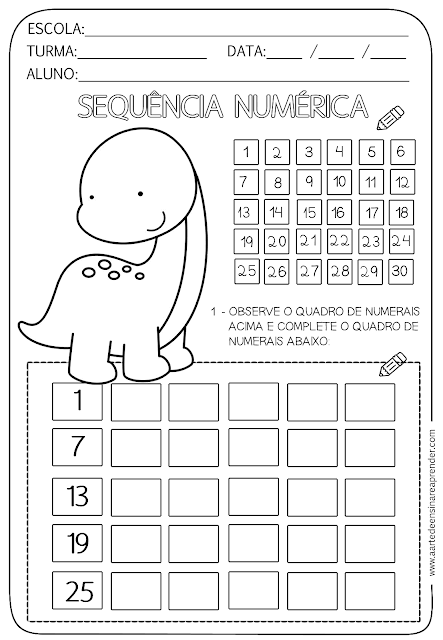 ESCOLA:
TURMA: DATA: / /
ALUNO:
SEQUÊNCIA NUMÉRICA
1 2 3 4 5 6
7 8 9 10 11 12
13 14 15 16 17 18
19 20 21 22 23 24
25 26 27 28 29 30
1 - OBSERVE O QUADRO DE NUMERAIS
ACIMA E COMPLETE O QUADRO DE
NUMERAIS ABAIXO:
1
7
13
19
25
www.aartedeensinareaprender.com